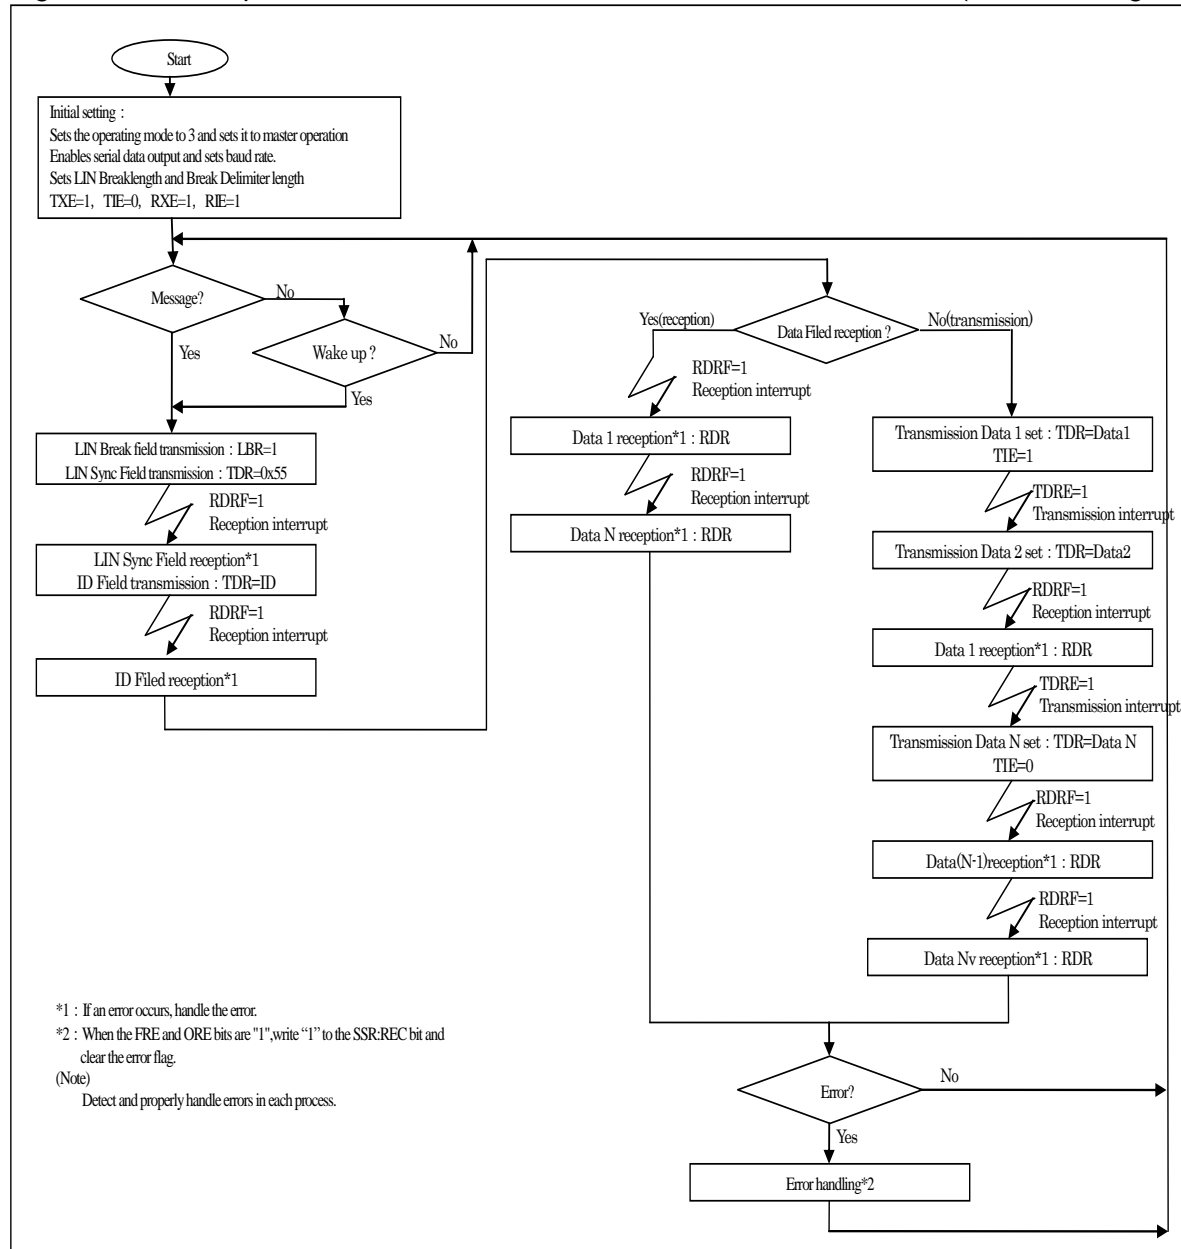 Start
Initial setting :
Sets the operating mode to 3 and sets it to master operation
Enables serial data output and sets baud rate.
Sets LIN Breaklength and Break Delimiter length
TXE=1, TIE=0, RXE=1, RIE=1
Message?
No
Wake up ?
No
Yes
Yes
LIN Break field transmission : LBR=1
LIN Sync Field transmission : TDR=0x55
RDRF=1
Reception interrupt
LIN Sync Field reception*1
ID Field transmission : TDR=ID
RDRF=1
Reception interrupt
ID Filed reception*1
Data Filed reception ?
Yes(reception)
No(transmission)
RDRF=1
Reception interrupt
Data 1 reception*1 : RDR
RDRF=1
Reception interrupt
Data N reception*1 : RDR
Transmission Data 1 set : TDR=Data1
TIE=1
TDRE=1
Transmission interrupt
Transmission Data 2 set : TDR=Data2
RDRF=1
Reception interrupt
Data 1 reception*1 : RDR
TDRE=1
Transmission interrupt
Transmission Data N set : TDR=Data N
TIE=0
RDRF=1
Reception interrupt
Data(N-1)reception*1 : RDR
RDRF=1
Reception interrupt
Data Nv reception*1 : RDR
Error?
No
Yes
Error handling*2
*1 : If an error occurs, handle the error.
*2 : When the FRE and ORE bits are "1",write “1” to the SSR:REC bit and
clear the error flag.
(Note)
Detect and properly handle errors in each process.